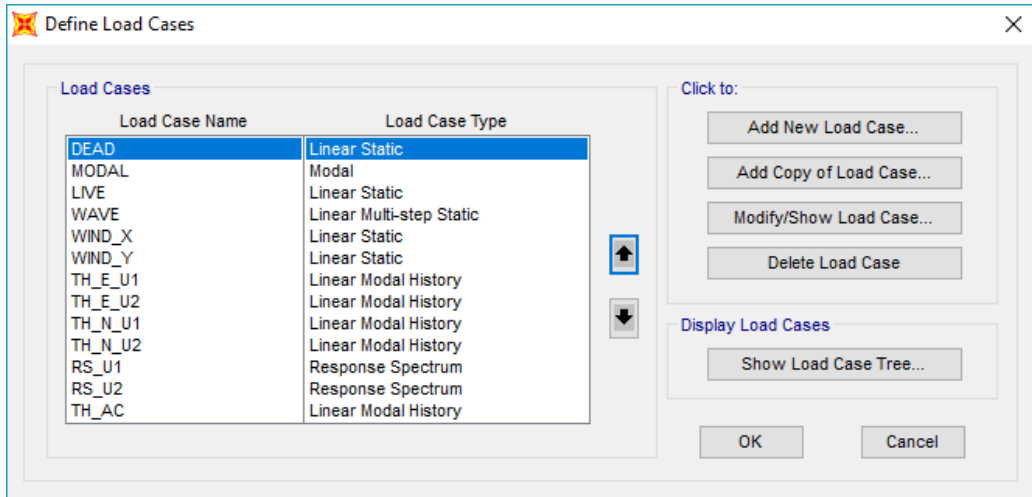 Define Load Cases
Load Cases
Load Case Name Load Case Type
DEAD Linear Static
MODAL Modal
LIVE Linear Static
WAVE Linear Multi-step Static
WIND_X Linear Static
WIND_Y Linear Static
TH_E_U1 Linear Modal History
TH_E_U2 Linear Modal History
TH_N_U1 Linear Modal History
TH_N_U2 Linear Modal History
RS_U1 Response Spectrum
RS_U2 Response Spectrum
TH_AC Linear Modal History
Click to:
Add New Load Case...
Add Copy of Load Case...
Modify/Show Load Case...
Delete Load Case
Display Load Cases
Show Load Case Tree...
OK Cancel